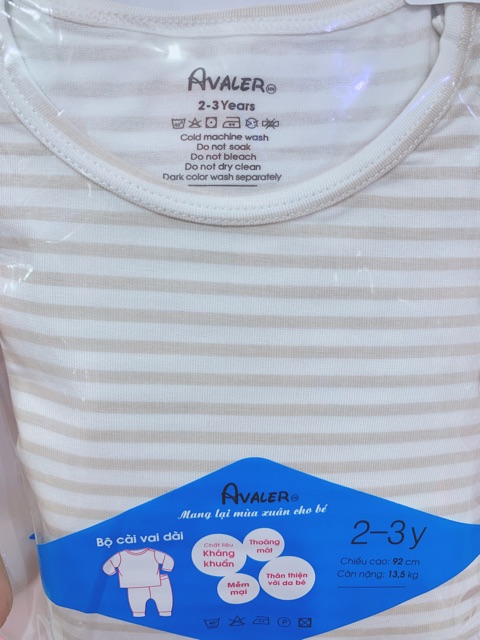 AVALER
2-3Years
Cold machine wash
Do not soak
Do not bleach
Do not dry clean
Dark color wash separately
AVALER
Mang lại mùa xuân cho bé
Bộ cài vai dài
Chất liệu
Kháng
khuẩn
Thoáng
mát
Mềm
mại
Thân thiện
với da bé
2-3y
Chiều cao: 92 cm
Cân nặng: 13,5 kg